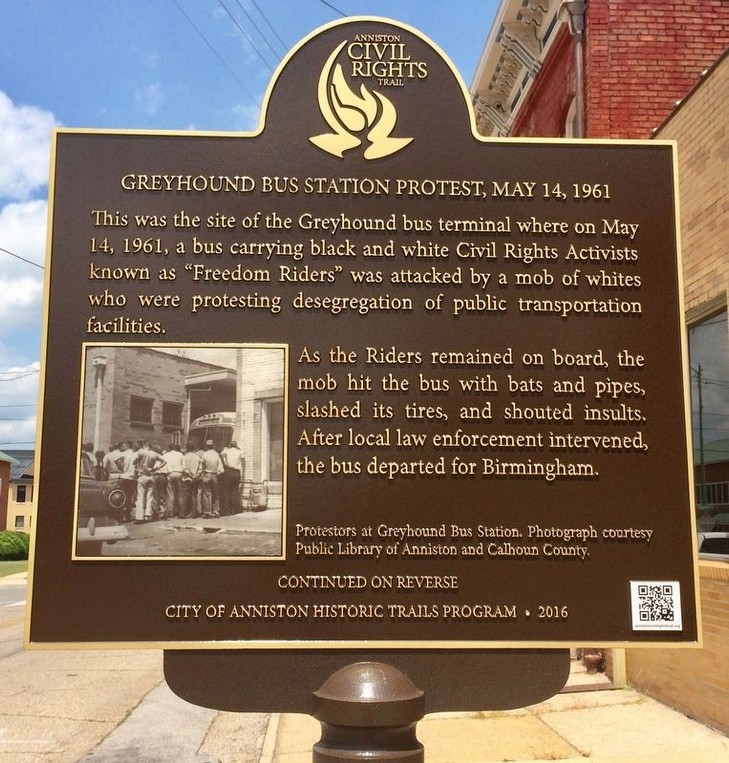 ANNISTON
CIVIL
RIGHTS
TRAIL
GREYHOUND BUS STATION PROTEST, MAY 14, 1961
This was the site of the Greyhound bus terminal where on May
14, 1961, a bus carrying black and white Civil Rights Activists
known as “Freedom Riders” was attacked by a mob of whites
who were protesting desegregation of public transportation
facilities.
As the Riders remained on board, the
mob hit the bus with bats and pipes,
slashed its tires, and shouted insults.
After local law enforcement intervened,
the bus departed for Birmingham.
Protestors at Greyhound Bus Station. Photograph courtesy
Public Library of Anniston and Calhoun County.
CONTINUED ON REVERSE
CITY OF ANNISTON HISTORIC TRAILS PROGRAM • 2016